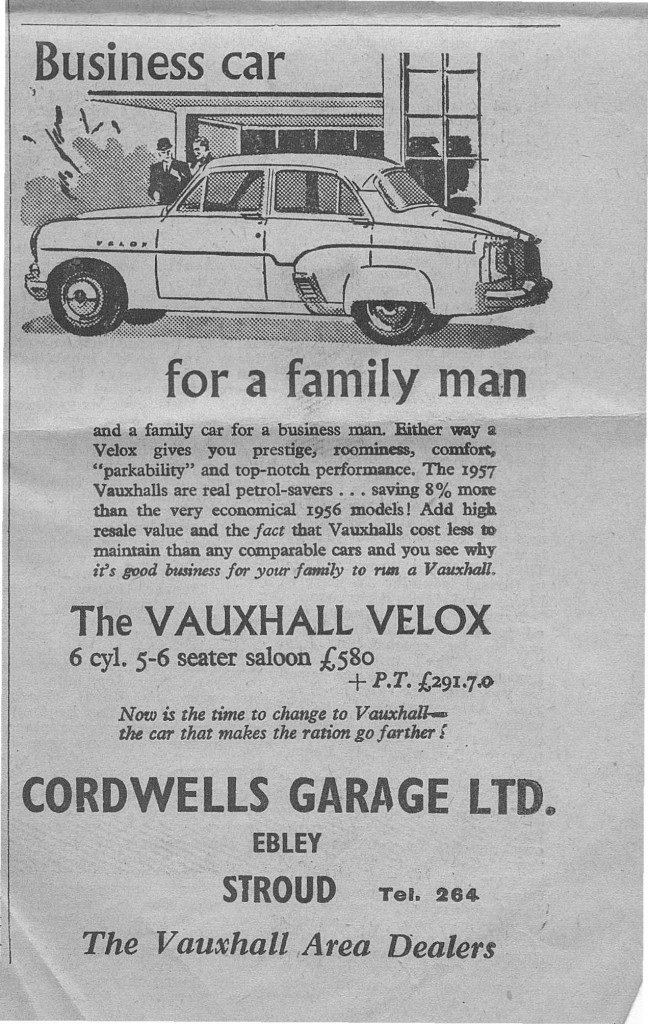 Business car
VELOX
for a family man
and a family car for a business man. Either way a
Velox gives you prestige, roominess, comfort,
“parkability” and top-notch performance. The 1957
Vauxhalls are real petrol-savers . . . saving 8% more
than the very economical 1956 models! Add high
resale value and the fact that Vauxhalls cost less to
maintain than any comparable cars and you see why
it's good business for your family to run a Vauxhall.
The VAUXHALL VELOX
6 cyl. 5-6 seater saloon £580
+ P.T. £291.7.0
Now is the time to change to Vauxhall—
the car that makes the ration go farther!
CORDWELLS GARAGE LTD.
EBLEY
STROUD Tel. 264
The Vauxhall Area Dealers